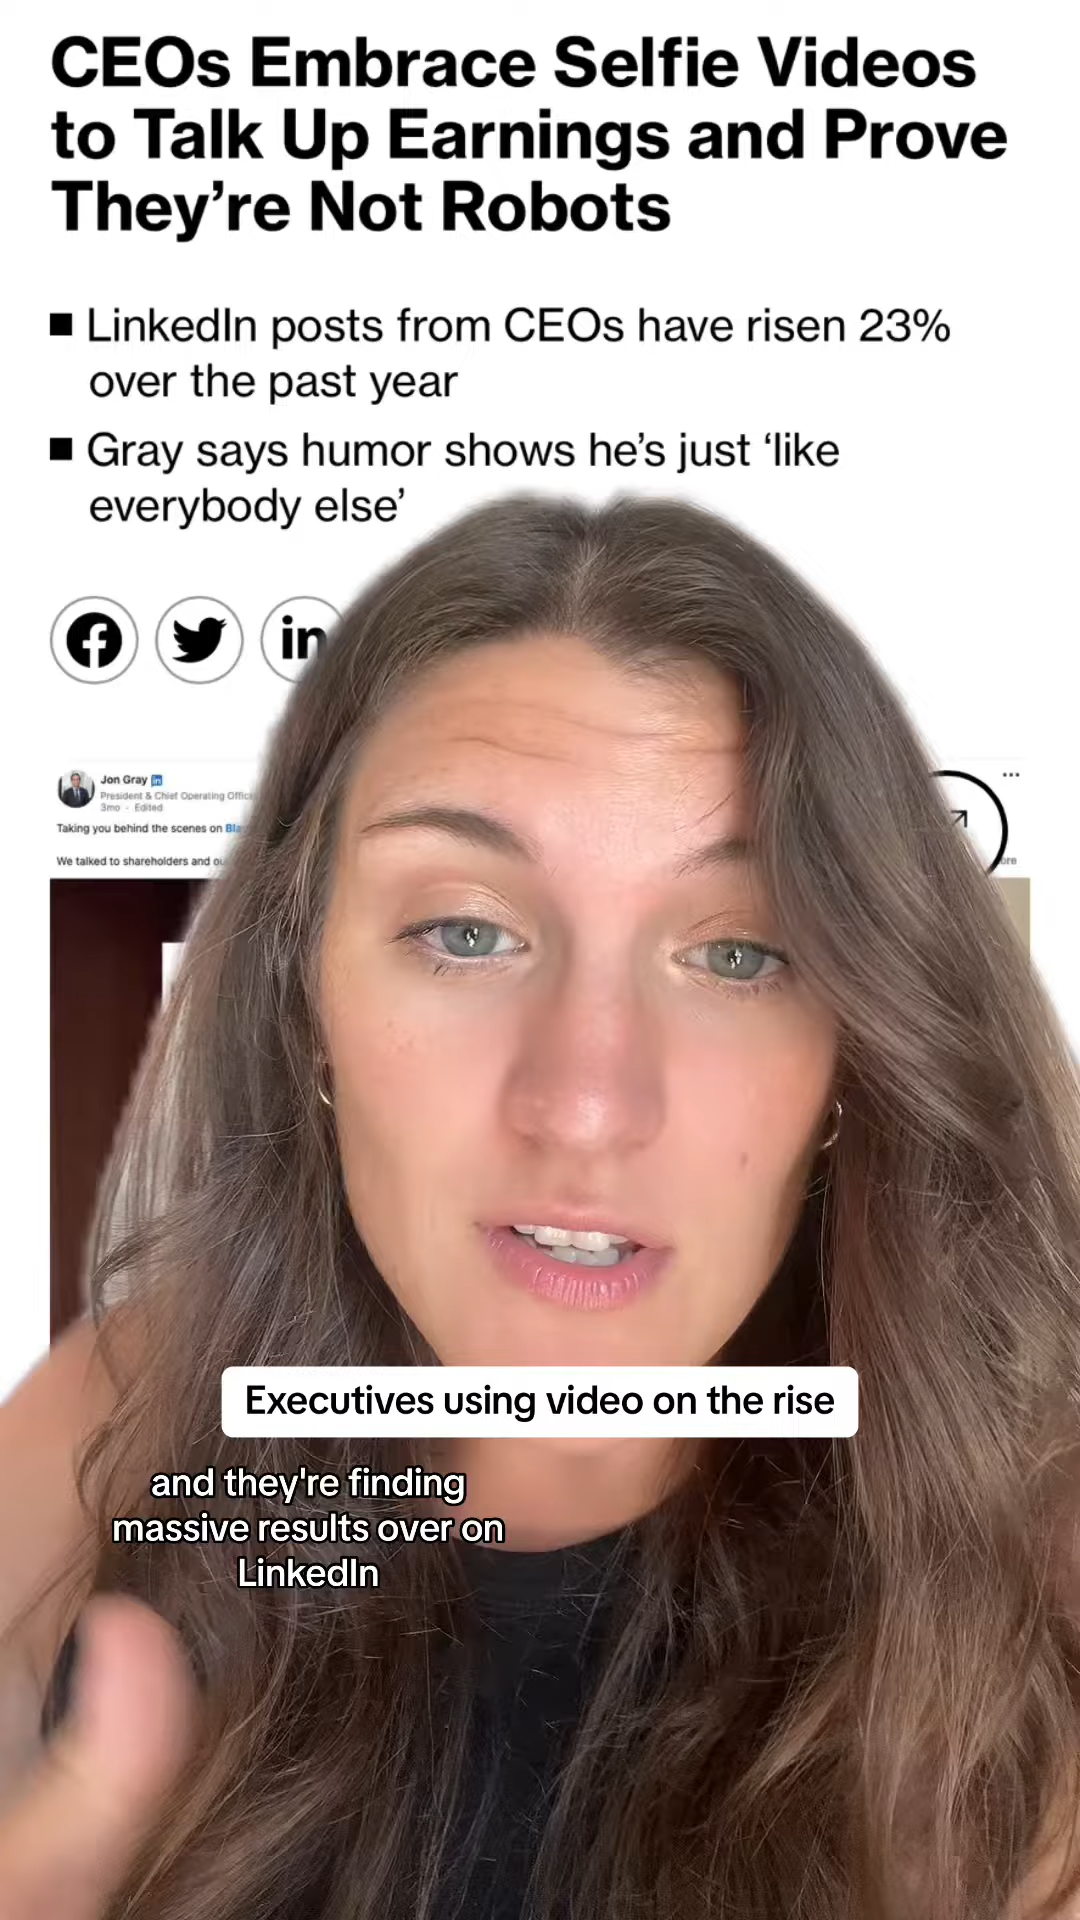 CEOs Embrace Selfie Videos
to Talk Up Earnings and Prove
They’re Not Robots
■ LinkedIn posts from CEOs have risen 23%
over the past year
■ Gray says humor shows he’s just ‘like
everybody else’
in
Jon Gray in
President & Chief Operating
3mo · Edited
Taking you behind the scenes on
We talked to shareholders and
Executives using video on the rise
and they're finding
massive results over on
LinkedIn